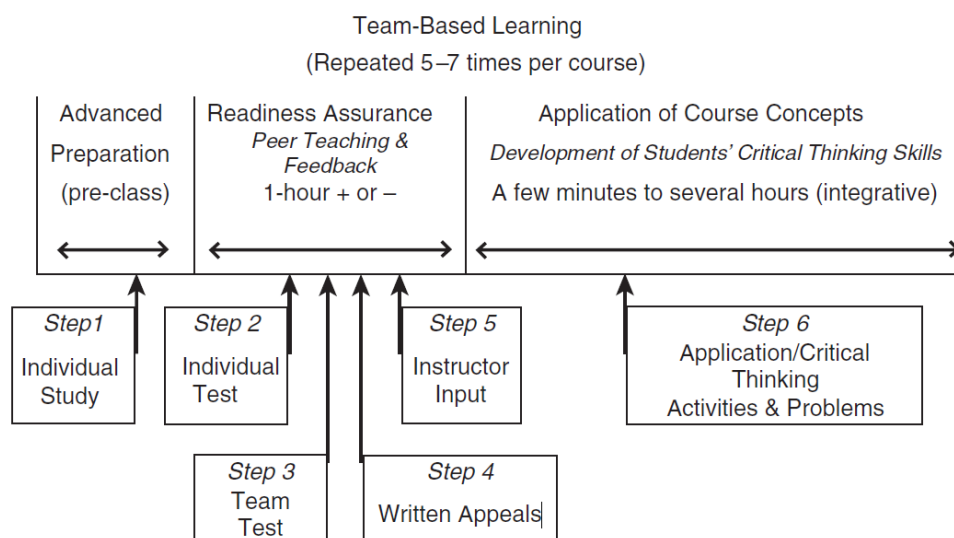 Team-Based Learning
(Repeated 5–7 times per course)
Advanced
Preparation
(pre-class)
Readiness Assurance
Peer Teaching &
Feedback
1-hour + or –
Application of Course Concepts
Development of Students' Critical Thinking Skills
A few minutes to several hours (integrative)
Step1
Individual
Study
Step 2
Individual
Test
Step 5
Instructor
Input
Step 6
Application/Critical
Thinking
Activities & Problems
Step 3
Team
Test
Step 4
Written Appeals